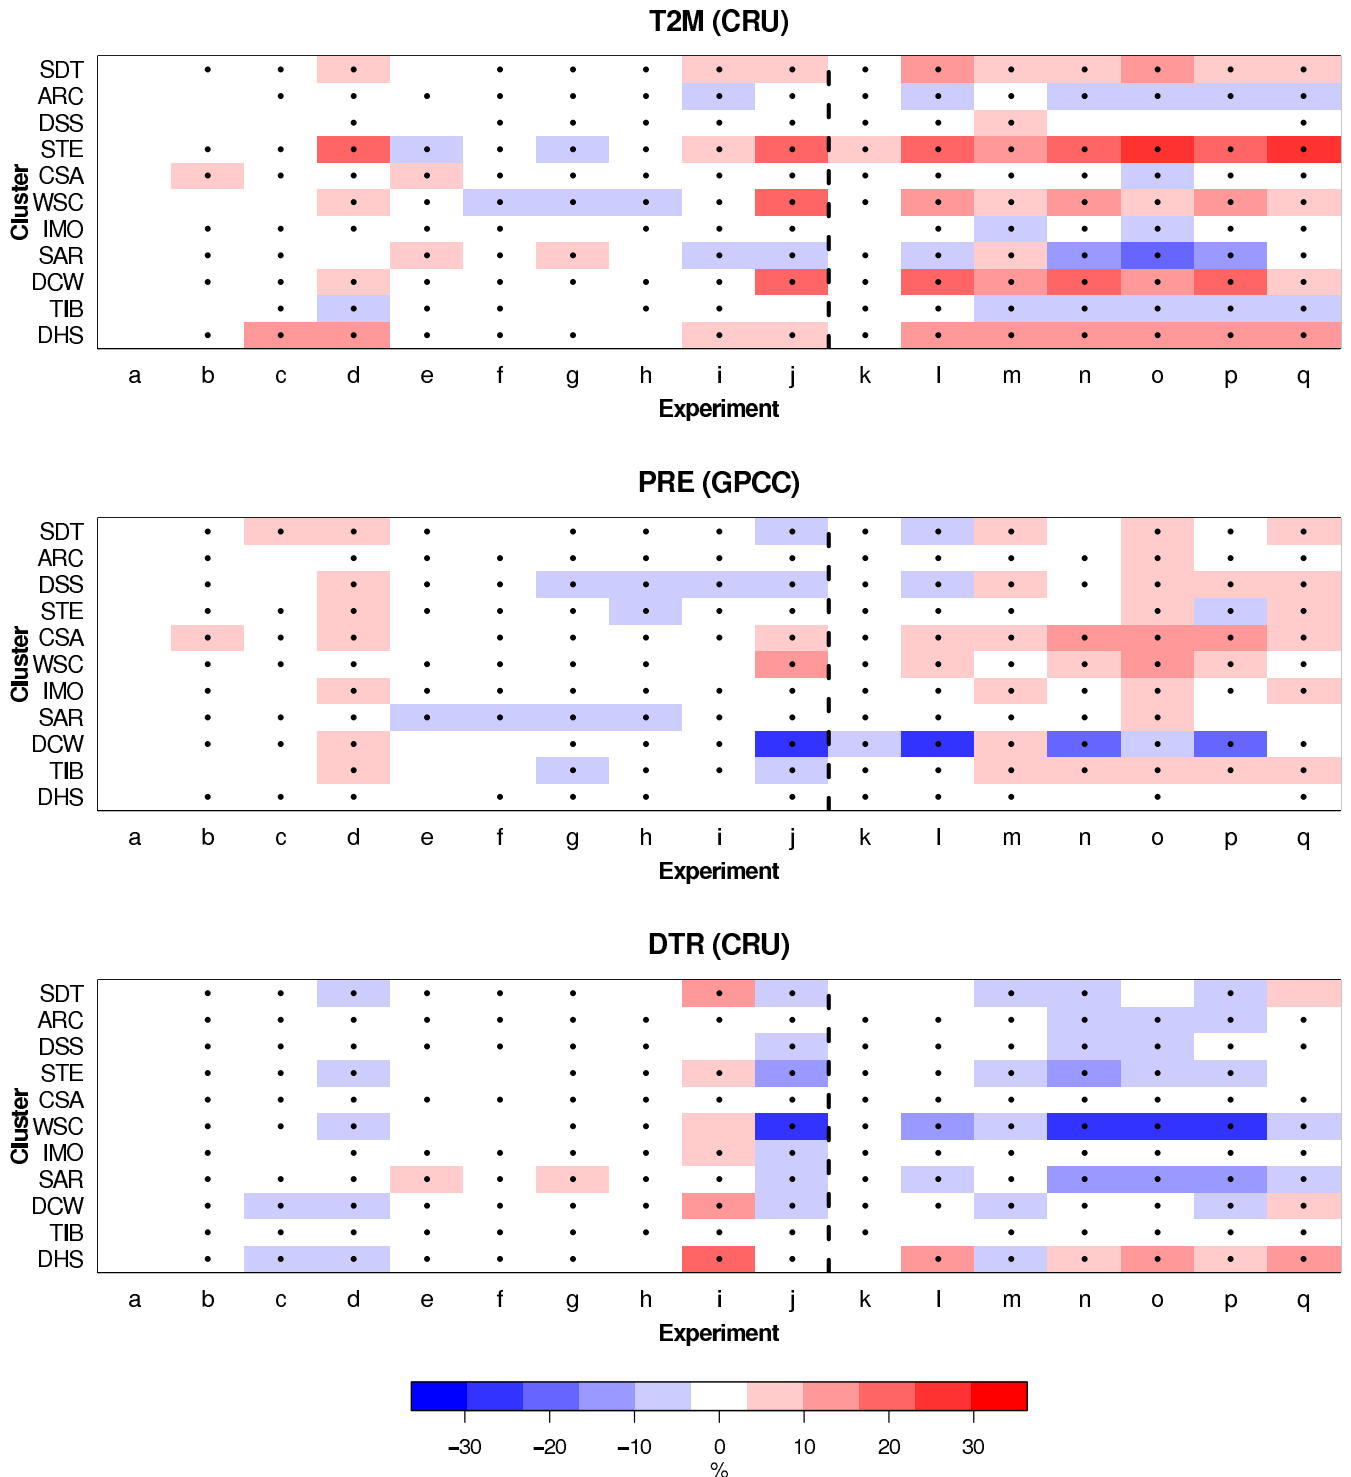 T2M (CRU)
Cluster
SDT
ARC
DSS
STE
CSA
WSC
IMO
SAR
DCW
TIB
DHS
a b c d e f g h i j k l m n o p q
Experiment
PRE (GPCC)
Cluster
SDT
ARC
DSS
STE
CSA
WSC
IMO
SAR
DCW
TIB
DHS
a b c d e f g h i j k l m n o p q
Experiment
DTR (CRU)
Cluster
SDT
ARC
DSS
STE
CSA
WSC
IMO
SAR
DCW
TIB
DHS
a b c d e f g h i j k l m n o p q
Experiment
−30 −20 −10 0 10 20 30
%